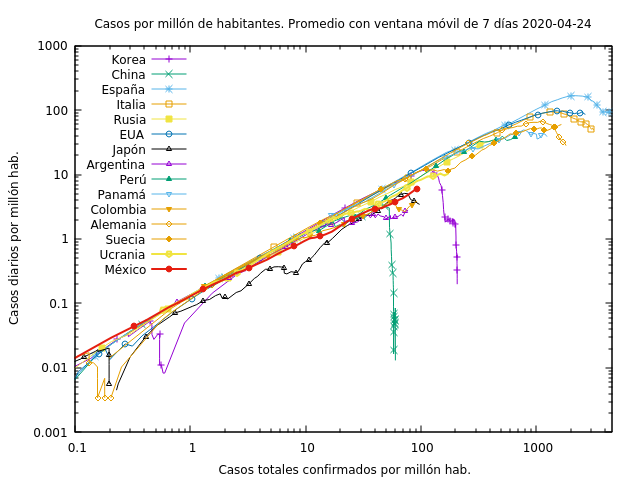 Casos por millón de habitantes. Promedio con ventana móvil de 7 días 2020-04-24
Casos diarios por millón hab.
1000
100
10
1
0.1
0.01
0.001
Korea
China
España
Italia
Rusia
EUA
Japón
Argentina
Perú
Panamá
Colombia
Alemania
Suecia
Ucrania
México
0.1 1 10 100 1000
Casos totales confirmados por millón hab.